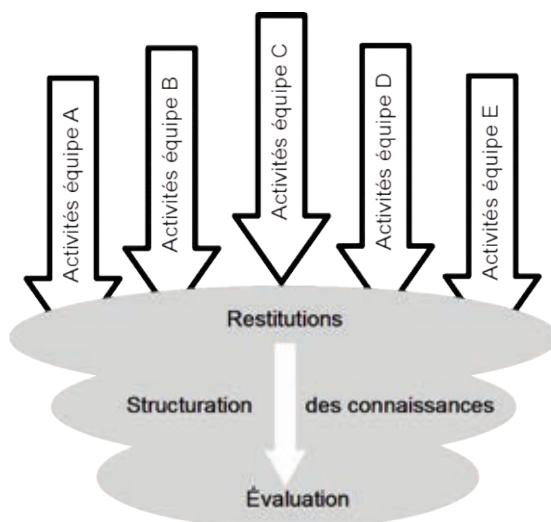 Activités équipe A
Activités équipe B
Activités équipe C
Activités équipe D
Activités équipe E
Restitutions
Structuration des connaissances
Évaluation